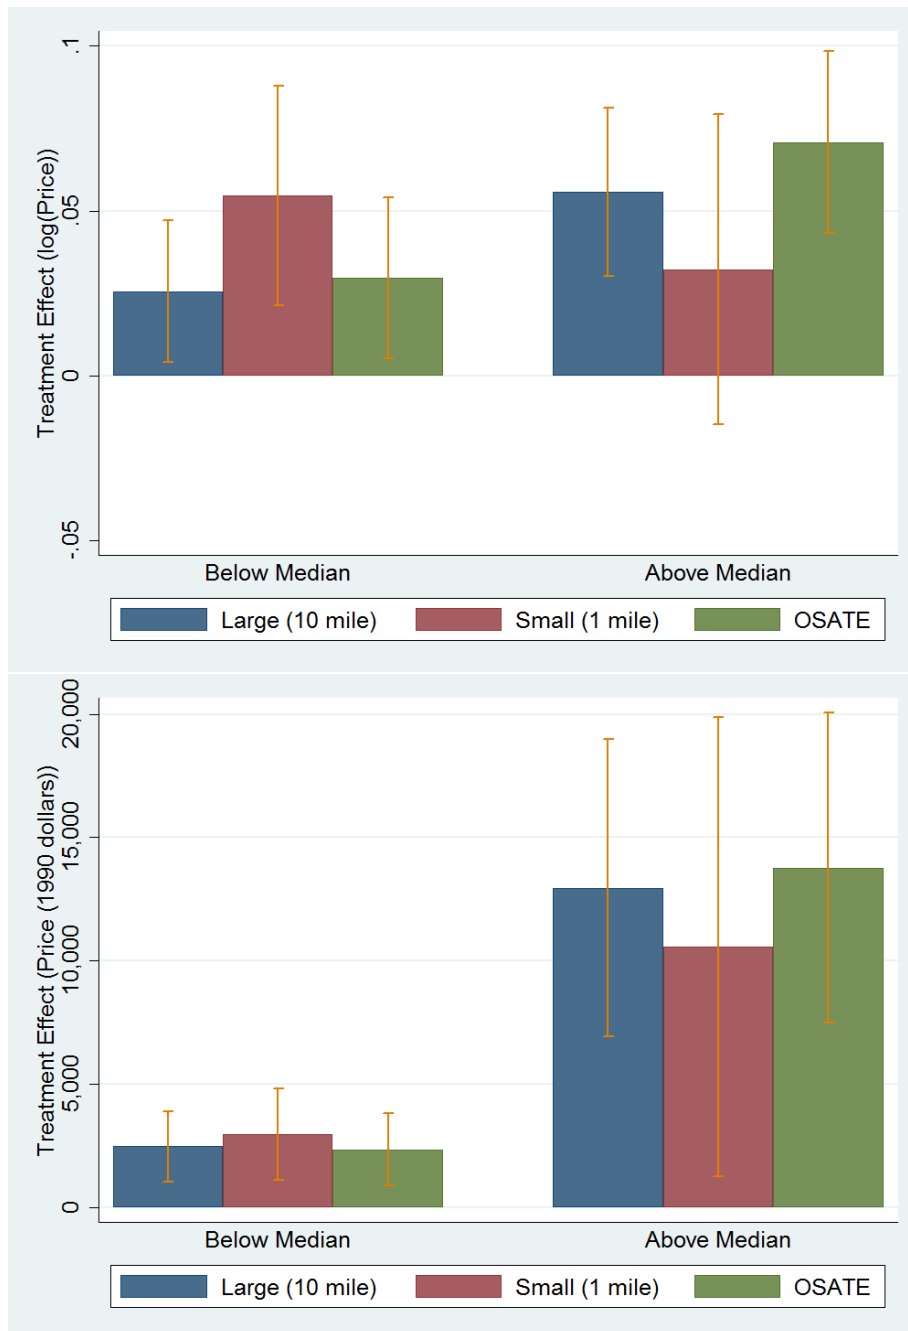 Treatment Effect (log(Price))
.1
.05
0
-.05
Below Median Above Median
Large (10 mile) Small (1 mile) OSATE
Treatment Effect (Price (1990 dollars))
20,000
15,000
10,000
5,000
0
Below Median Above Median
Large (10 mile) Small (1 mile) OSATE